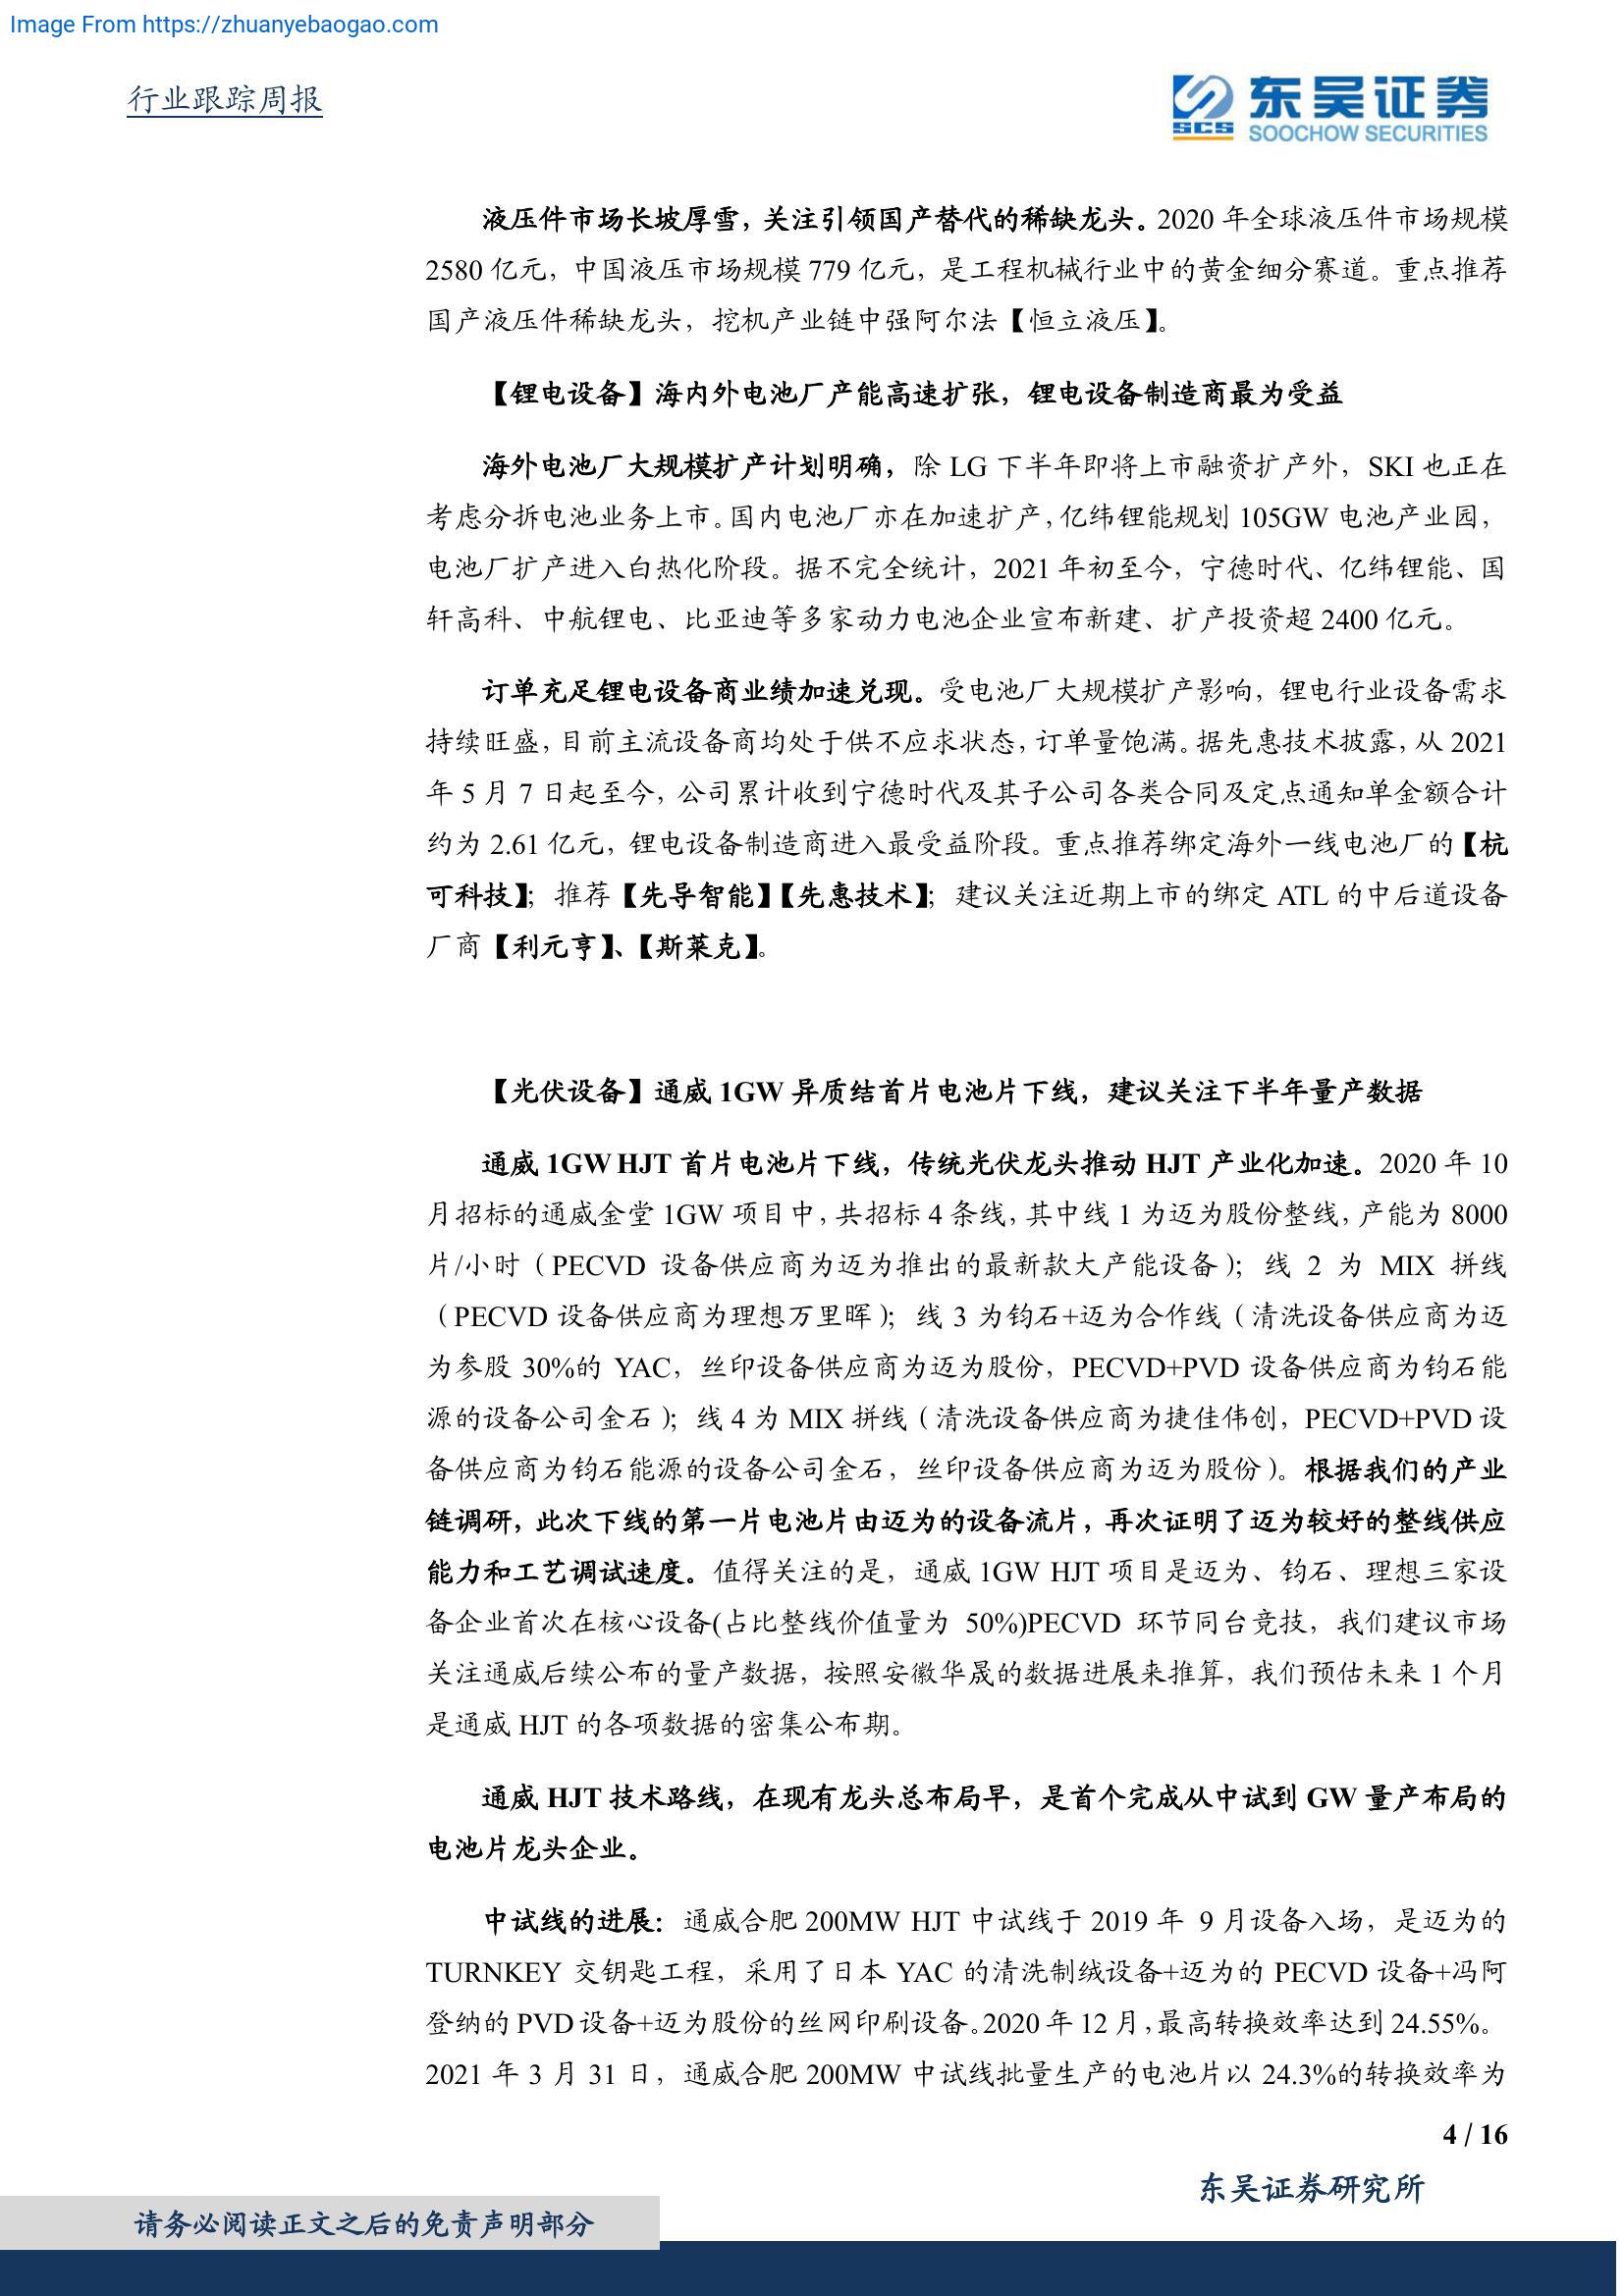 Image From https://zhuanyebaogao.com
行业跟踪周报
SCS 东吴证券
SOOCHOW SECURITIES
液压件市场长坡厚雪，关注引领国产替代的稀缺龙头。2020 年全球液压件市场规模
2580 亿元，中国液压市场规模 779 亿元，是工程机械行业中的黄金细分赛道。重点推荐
国产液压件稀缺龙头，挖机产业链中强阿尔法【恒立液压】。
【锂电设备】海内外电池厂产能高速扩张，锂电设备制造商最为受益
海外电池厂大规模扩产计划明确，除 LG 下半年即将上市融资扩产外，SKI 也正在
考虑分拆电池业务上市。国内电池厂亦在加速扩产，亿纬锂能规划 105GW 电池产业园，
电池厂扩产进入白热化阶段。据不完全统计，2021 年初至今，宁德时代、亿纬锂能、国
轩高科、中航锂电、比亚迪等多家动力电池企业宣布新建、扩产投资超 2400 亿元。
订单充足锂电设备商业绩加速兑现。受电池厂大规模扩产影响，锂电行业设备需求
持续旺盛，目前主流设备商均处于供不应求状态，订单量饱满。据先惠技术披露，从 2021
年 5 月 7 日起至今，公司累计收到宁德时代及其子公司各类合同及定点通知单金额合计
约为 2.61 亿元，锂电设备制造商进入最受益阶段。重点推荐绑定海外一线电池厂的【杭
可科技】；推荐【先导智能】【先惠技术】；建议关注近期上市的绑定 ATL 的中后道设备
厂商【利元亨】、【斯莱克】。
【光伏设备】通威 1GW 异质结首片电池片下线，建议关注下半年量产数据
通威 1GW HJT 首片电池片下线，传统光伏龙头推动 HJT 产业化加速。2020 年 10
月招标的通威金堂 1GW 项目中，共招标 4 条线，其中线 1 为迈为股份整线，产能为 8000
片/小时（PECVD 设备供应商为迈为推出的最新款大产能设备）；线 2 为 MIX 拼线
（PECVD 设备供应商为理想万里晖）；线 3 为钧石+迈为合作线（清洗设备供应商为迈
为参股 30%的 YAC，丝印设备供应商为迈为股份，PECVD+PVD 设备供应商为钧石能
源的设备公司金石）；线 4 为 MIX 拼线（清洗设备供应商为捷佳伟创，PECVD+PVD 设
备供应商为钧石能源的设备公司金石，丝印设备供应商为迈为股份）。根据我们的产业
链调研，此次下线的第一片电池片由迈为的设备流片，再次证明了迈为较好的整线供应
能力和工艺调试速度。值得关注的是，通威 1GW HJT 项目是迈为、钧石、理想三家设
备企业首次在核心设备(占比整线价值量为 50%)PECVD 环节同台竞技，我们建议市场
关注通威后续公布的量产数据，按照安徽华晟的数据进展来推算，我们预估未来 1 个月
是通威 HJT 的各项数据的密集公布期。
通威 HJT 技术路线，在现有龙头总布局早，是首个完成从中试到 GW 量产布局的
电池片龙头企业。
中试线的进展：通威合肥 200MW HJT 中试线于 2019 年 9 月设备入场，是迈为的
TURNKEY 交钥匙工程，采用了日本 YAC 的清洗制绒设备+迈为的 PECVD 设备+冯阿
登纳的 PVD 设备+迈为股份的丝网印刷设备。2020 年 12 月，最高转换效率达到 24.55%。
2021 年 3 月 31 日，通威合肥 200MW 中试线批量生产的电池片以 24.3%的转换效率为
4 / 16
东吴证券研究所
请务必阅读正文之后的免责声明部分